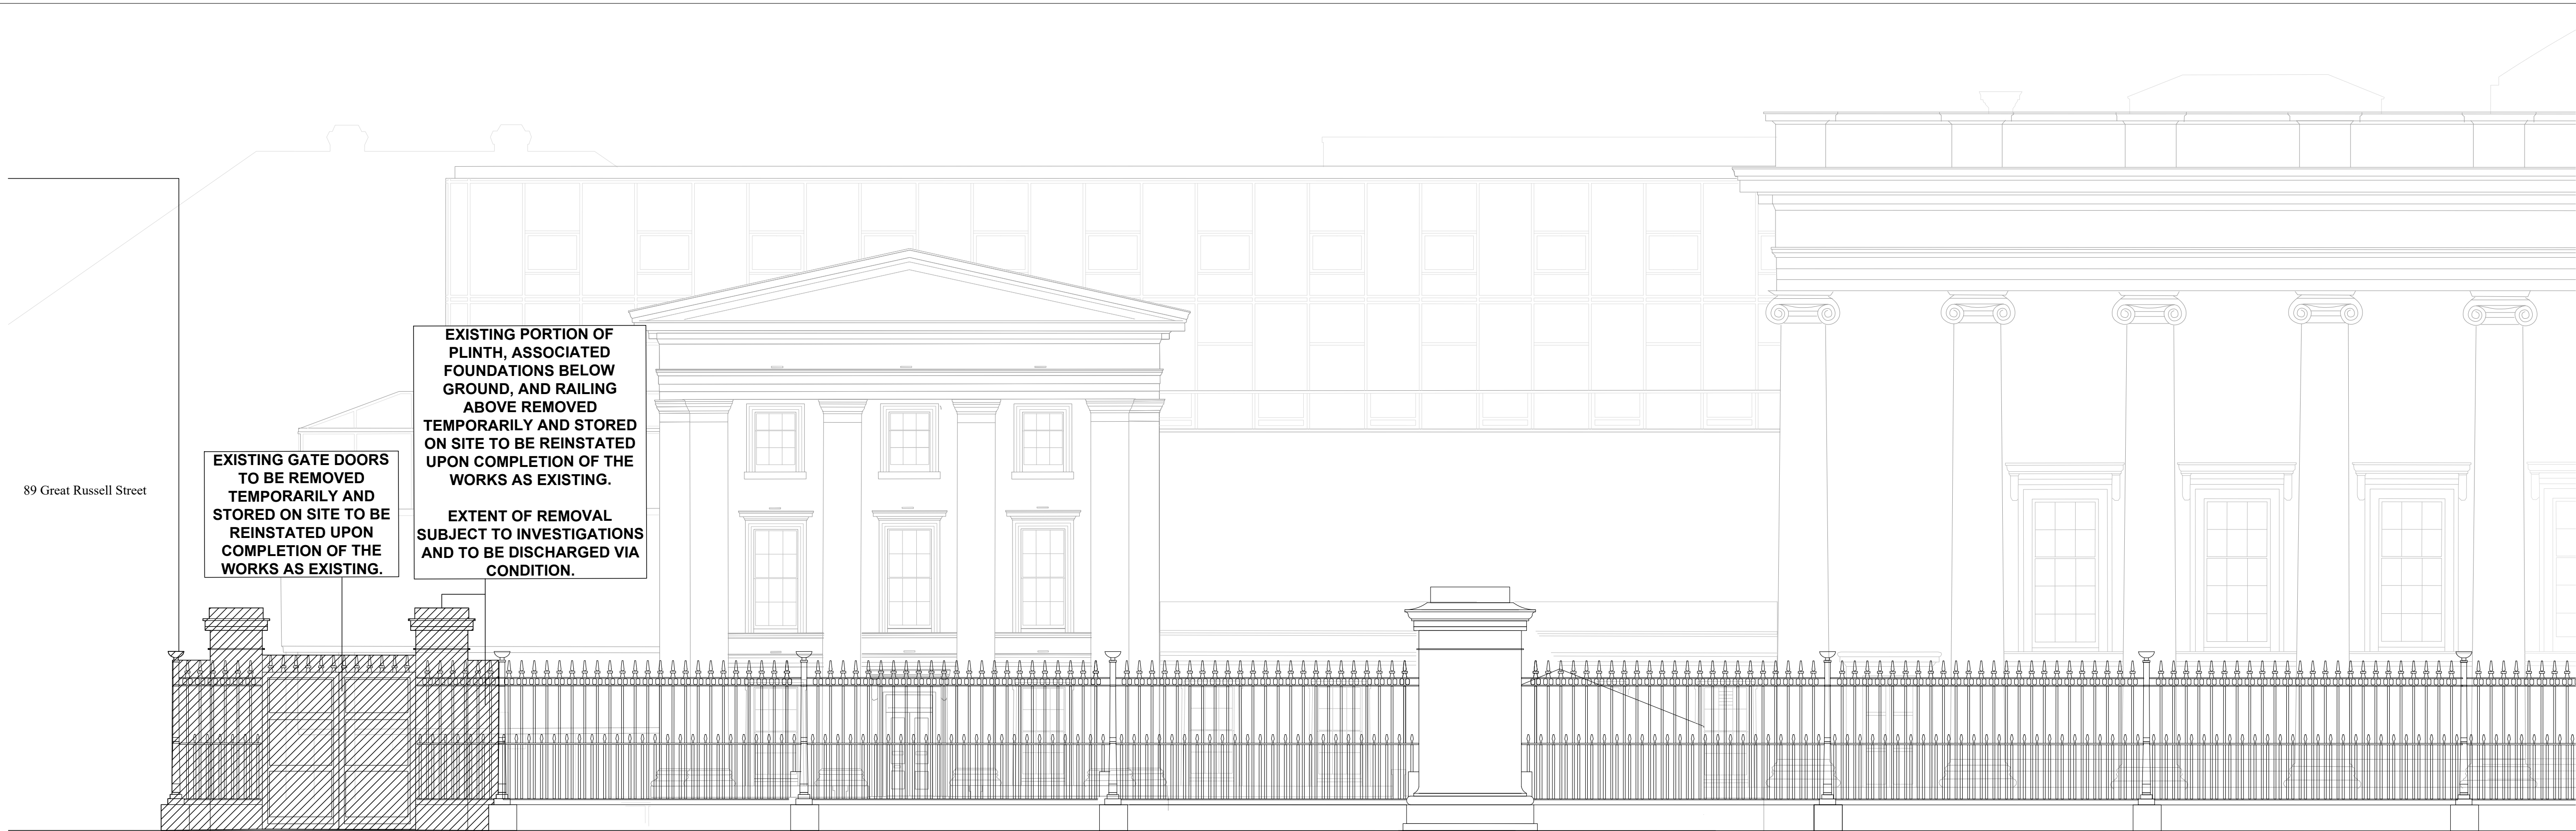 89 Great Russell Street
EXISTING GATE DOORS
TO BE REMOVED
TEMPORARILY AND
STORED ON SITE TO BE
REINSTATED UPON
COMPLETION OF THE
WORKS AS EXISTING.
EXISTING PORTION OF
PLINTH, ASSOCIATED
FOUNDATIONS BELOW
GROUND, AND RAILING
ABOVE REMOVED
TEMPORARILY AND STORED
ON SITE TO BE REINSTATED
UPON COMPLETION OF THE
WORKS AS EXISTING.
EXTENT OF REMOVAL
SUBJECT TO INVESTIGATIONS
AND TO BE DISCHARGED VIA
CONDITION.